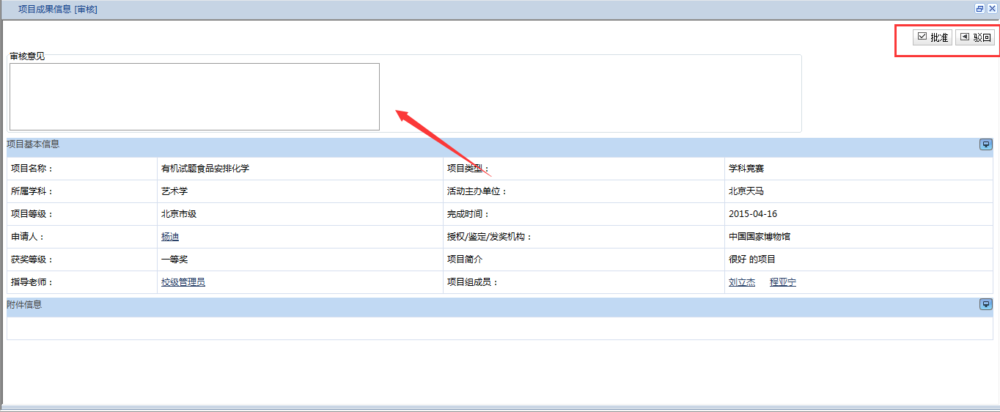 项目成果信息 [审核]
批准 驳回
审核意见
项目基本信息
项目名称： 有机试题食品安排化学 项目类型： 学科竞赛
所属学科： 艺术学 活动主办单位： 北京天马
项目等级： 北京市级 完成时间： 2015-04-16
申请人： 杨迪 授权/鉴定/发奖机构： 中国国家博物馆
获奖等级： 一等奖 项目简介 很好 的项目
指导老师： 校级管理员 项目组成员： 刘立杰 程亚宁
附件信息